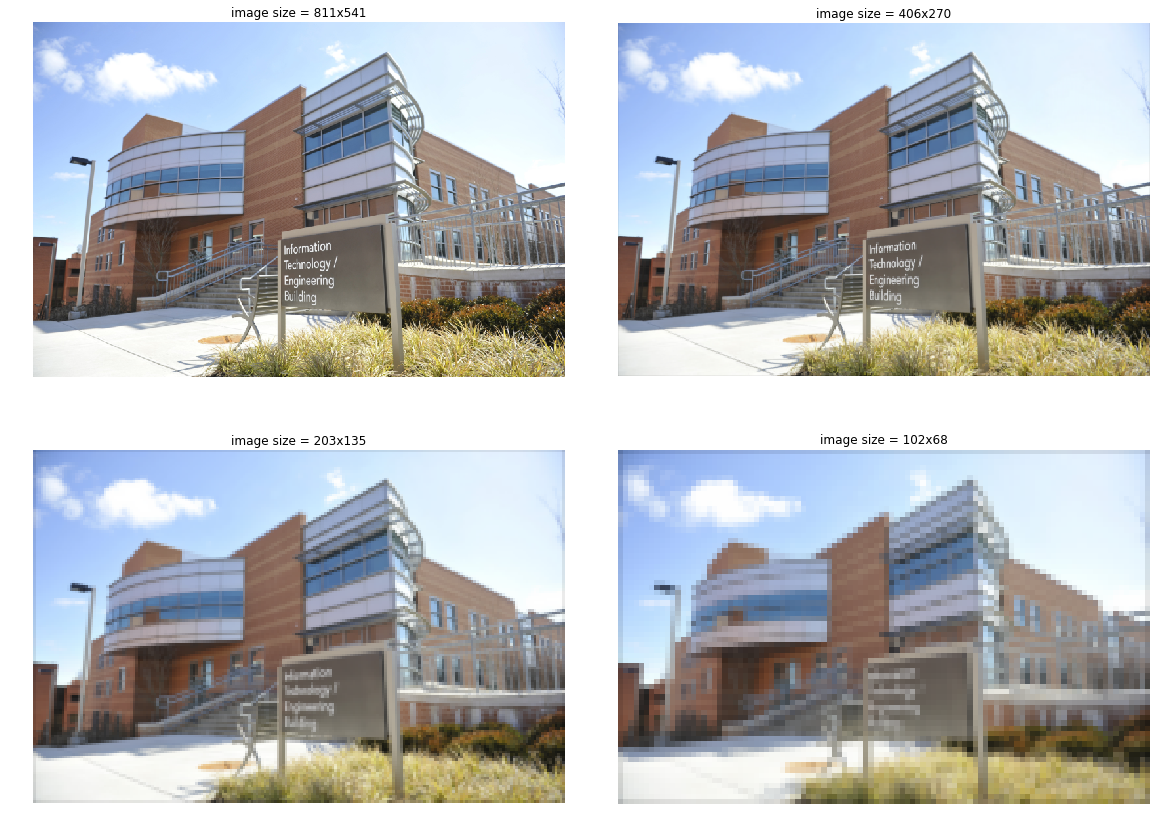 image size = 811x541
Information
Technology /
Engineering
Building
image size = 406x270
Information
Technology /
Engineering
Building
image size = 203x135
Information
Technology /
Engineering
Building
image size = 102x68